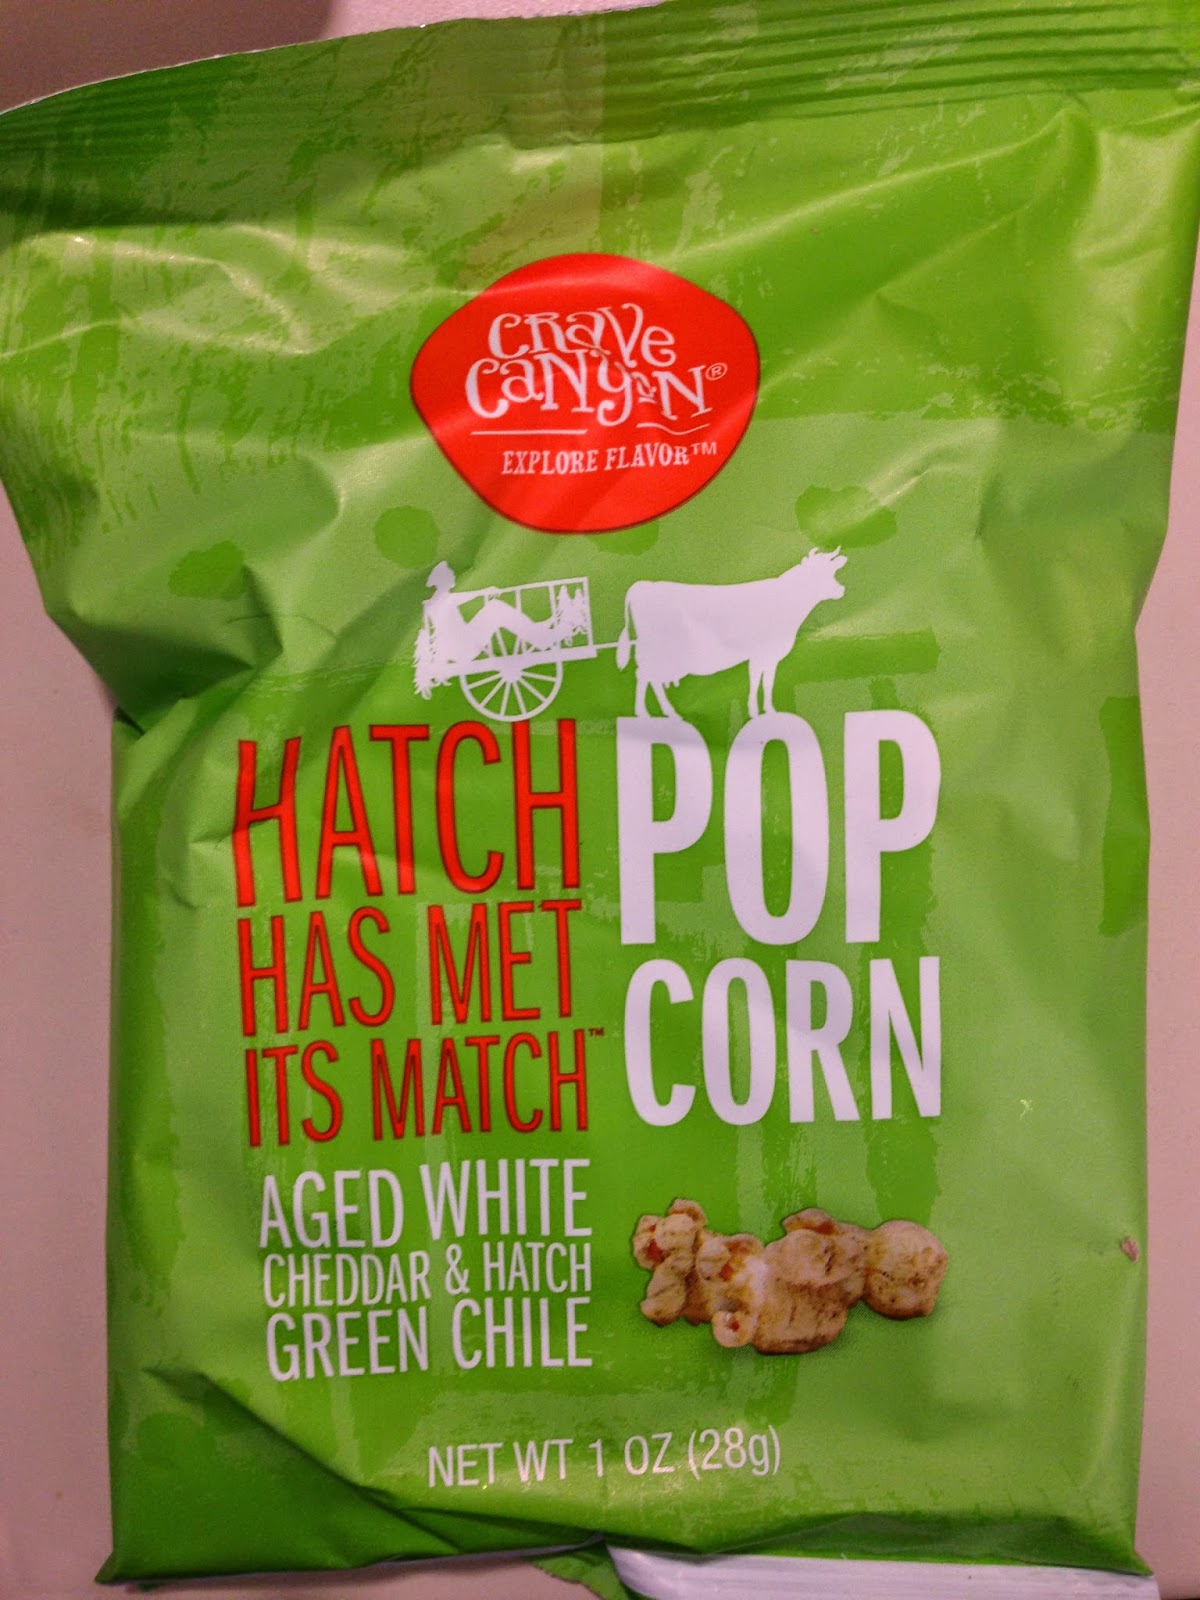 CRaVe
CaNyoN®
EXPLORE FLAVOR™
HATCH
HAS MET
ITS MATCH™
POP
CORN
AGED WHITE
CHEDDAR & HATCH
GREEN CHILE
NET WT 1 OZ (28g)